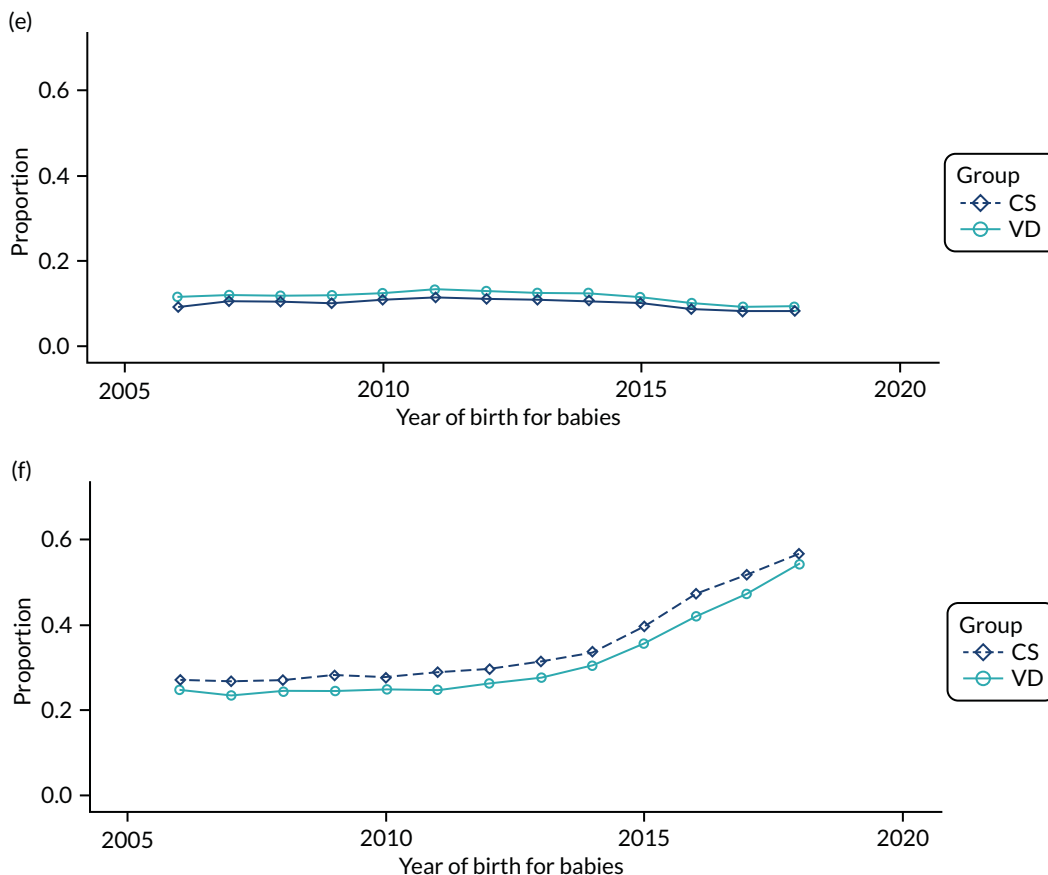 (e)
0.6
0.4
0.2
0.0
Proportion
2005 2010 2015 2020
Year of birth for babies
Group
CS
VD
(f)
0.6
0.4
0.2
0.0
Proportion
2005 2010 2015 2020
Year of birth for babies
Group
CS
VD